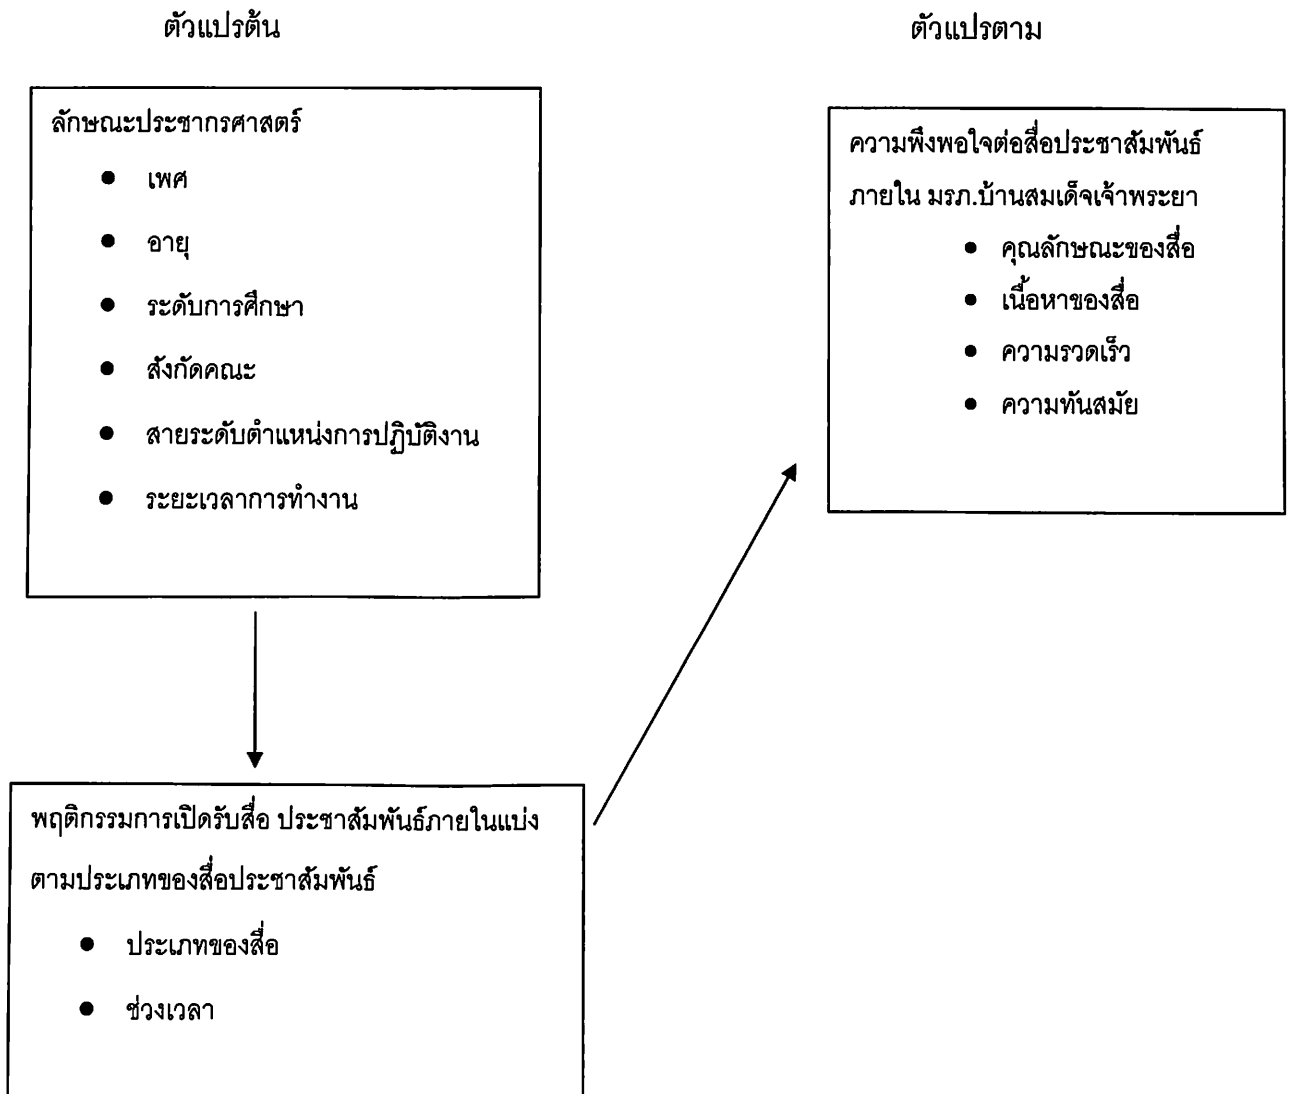 ตัวแปรต้น
ตัวแปรตาม
ลักษณะประชากรศาสตร์
● เพศ
● อายุ
● ระดับการศึกษา
● สังกัดคณะ
● สายระดับตำแหน่งการปฏิบัติงาน
● ระยะเวลาการทำงาน
ความพึงพอใจต่อสื่อประชาสัมพันธ์
ภายใน มรภ.บ้านสมเด็จเจ้าพระยา
● คุณลักษณะของสื่อ
● เนื้อหาของสื่อ
● ความรวดเร็ว
● ความทันสมัย
พฤติกรรมการเปิดรับสื่อ ประชาสัมพันธ์ภายในแบ่ง
ตามประเภทของสื่อประชาสัมพันธ์
● ประเภทของสื่อ
● ช่วงเวลา